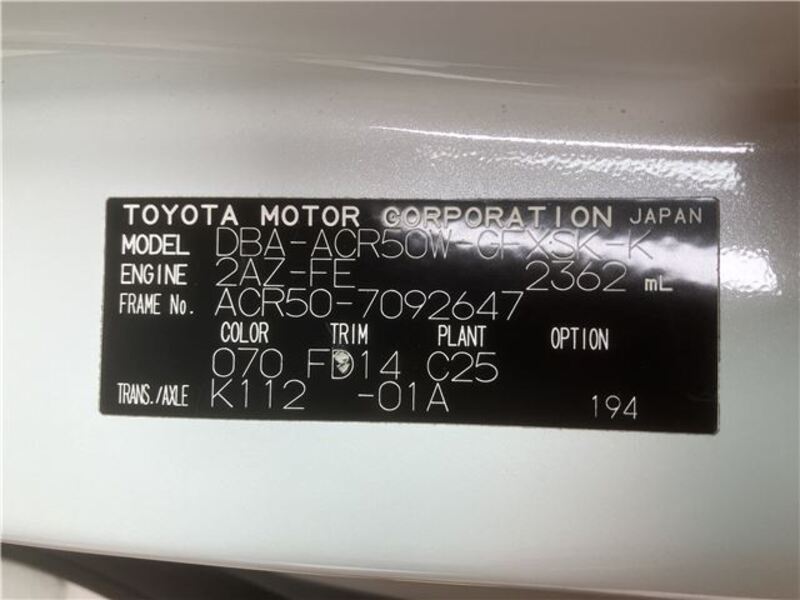 TOYOTA MOTOR CORPORATION JAPAN
MODEL DBA-ACR50W-GFXSK-K
ENGINE 2AZ-FE 2362 mL
FRAME No. ACR50-7092647
COLOR TRIM PLANT OPTION
070 FD14 C25
TRANS./AXLE K112 -01A 194